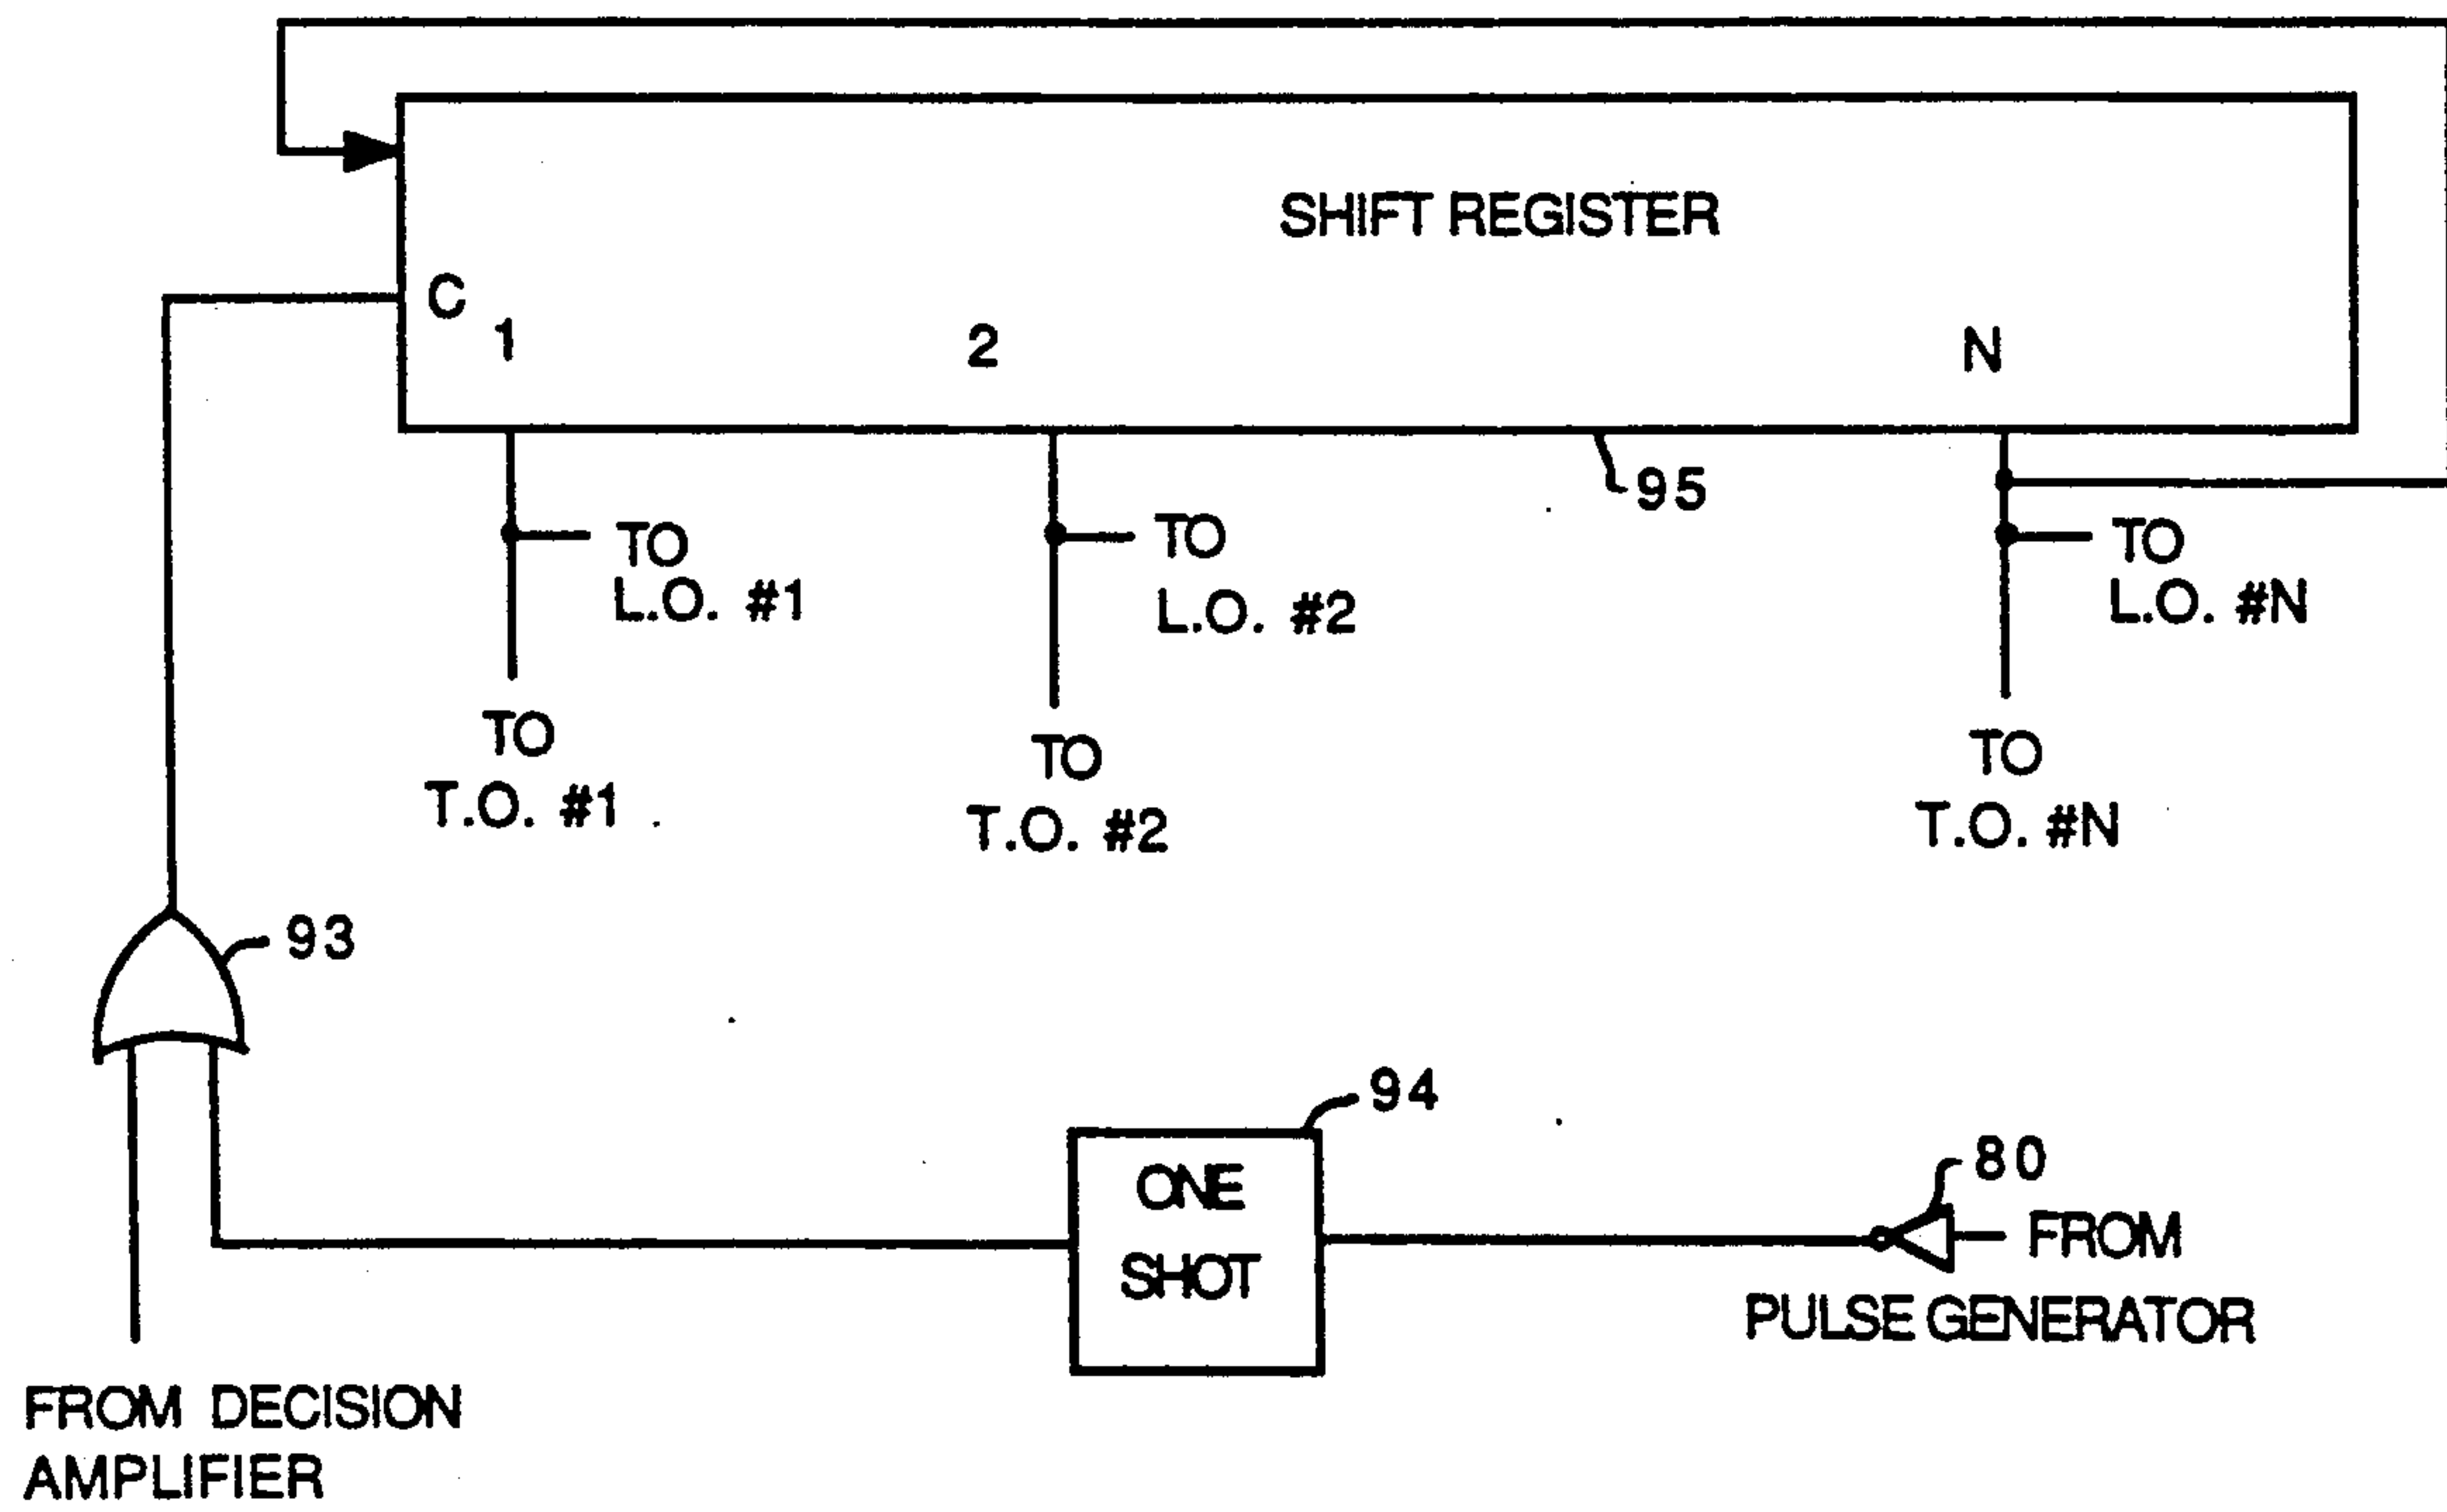 SHIFT REGISTER
C
1
2
N
95
TO
L.O. #1
TO
L.O. #2
TO
L.O. #N
TO
T.O. #1
TO
T.O. #2
TO
T.O. #N
93
94
ONE
SHOT
80
FROM
PULSE GENERATOR
FROM DECISION
AMPLIFIER